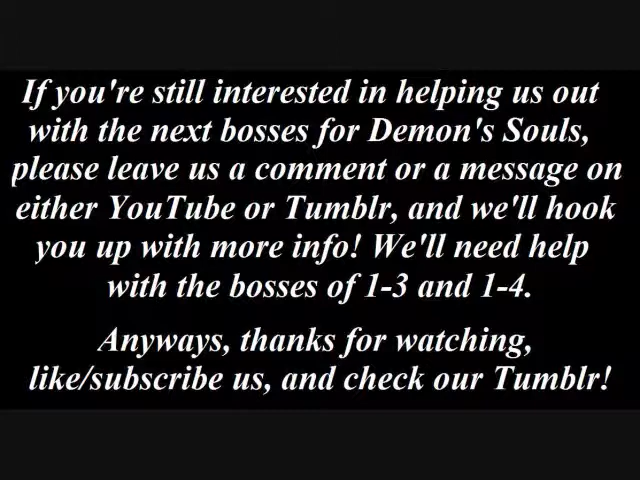 If you're still interested in helping us out
with the next bosses for Demon's Souls,
please leave us a comment or a message on
either YouTube or Tumblr, and we'll hook
you up with more info! We'll need help
with the bosses of 1-3 and 1-4.
Anyways, thanks for watching,
like/subscribe us, and check our Tumblr!